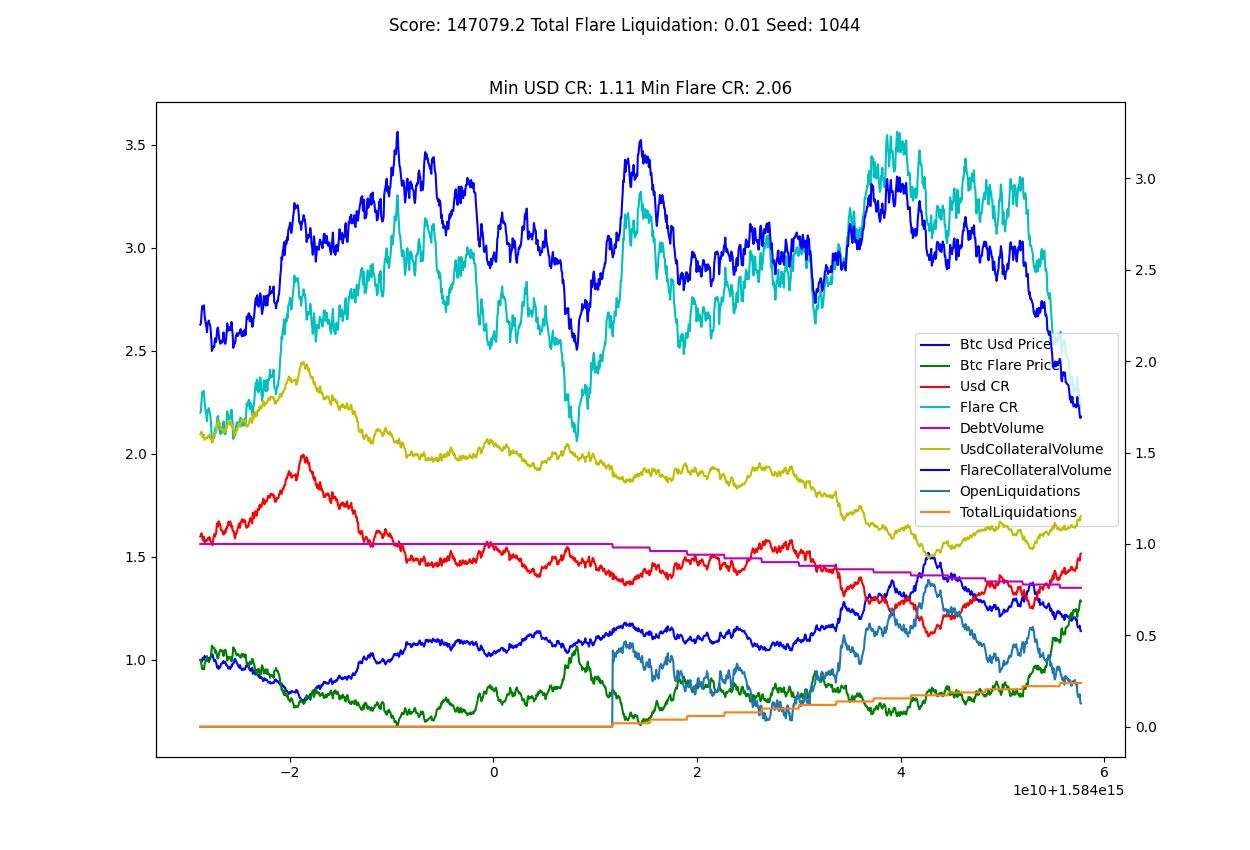 Score: 147079.2 Total Flare Liquidation: 0.01 Seed: 1044
Min USD CR: 1.11 Min Flare CR: 2.06
3.5
3.0
2.5
2.0
1.5
1.0
3.0
2.5
2.0
1.5
1.0
0.5
0.0
Btc Usd Price
Btc Flare Price
Usd CR
Flare CR
DebtVolume
UsdCollateralVolume
FlareCollateralVolume
OpenLiquidations
TotalLiquidations
−2 0 2 4 6
1e10+1.584e15